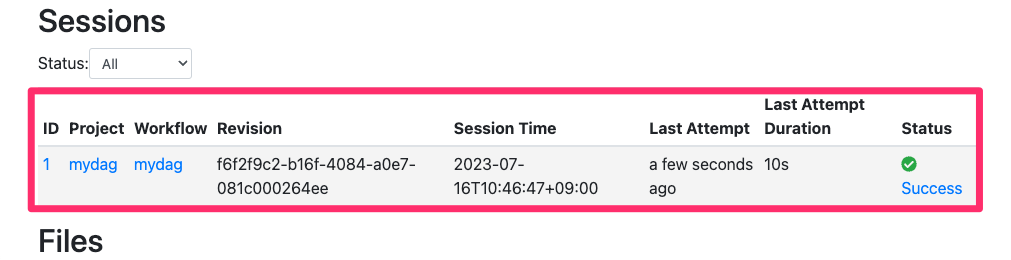 Sessions
Status: All
Last Attempt
ID Project Workflow Revision Session Time Last Attempt Duration Status
1 mydag mydag f6f2f9c2-b16f-4084-a0e7- 2023-07- a few seconds 10s
081c000264ee 16T10:46:47+09:00 ago Success
Files